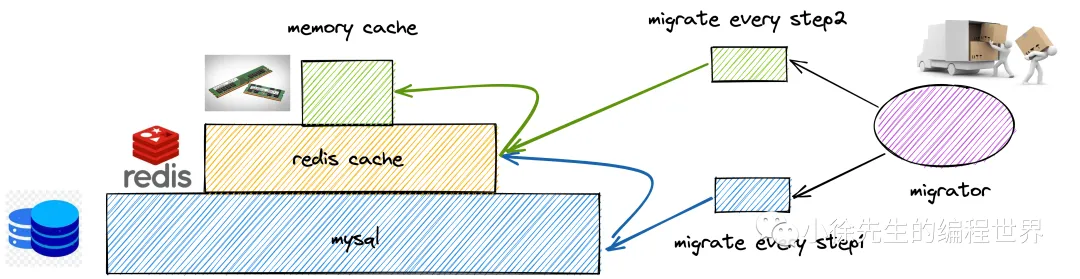 memory cache
migrate every step2
redis cache
redis
migrator
mysql
migrate every step1
小徐先生的编程世界